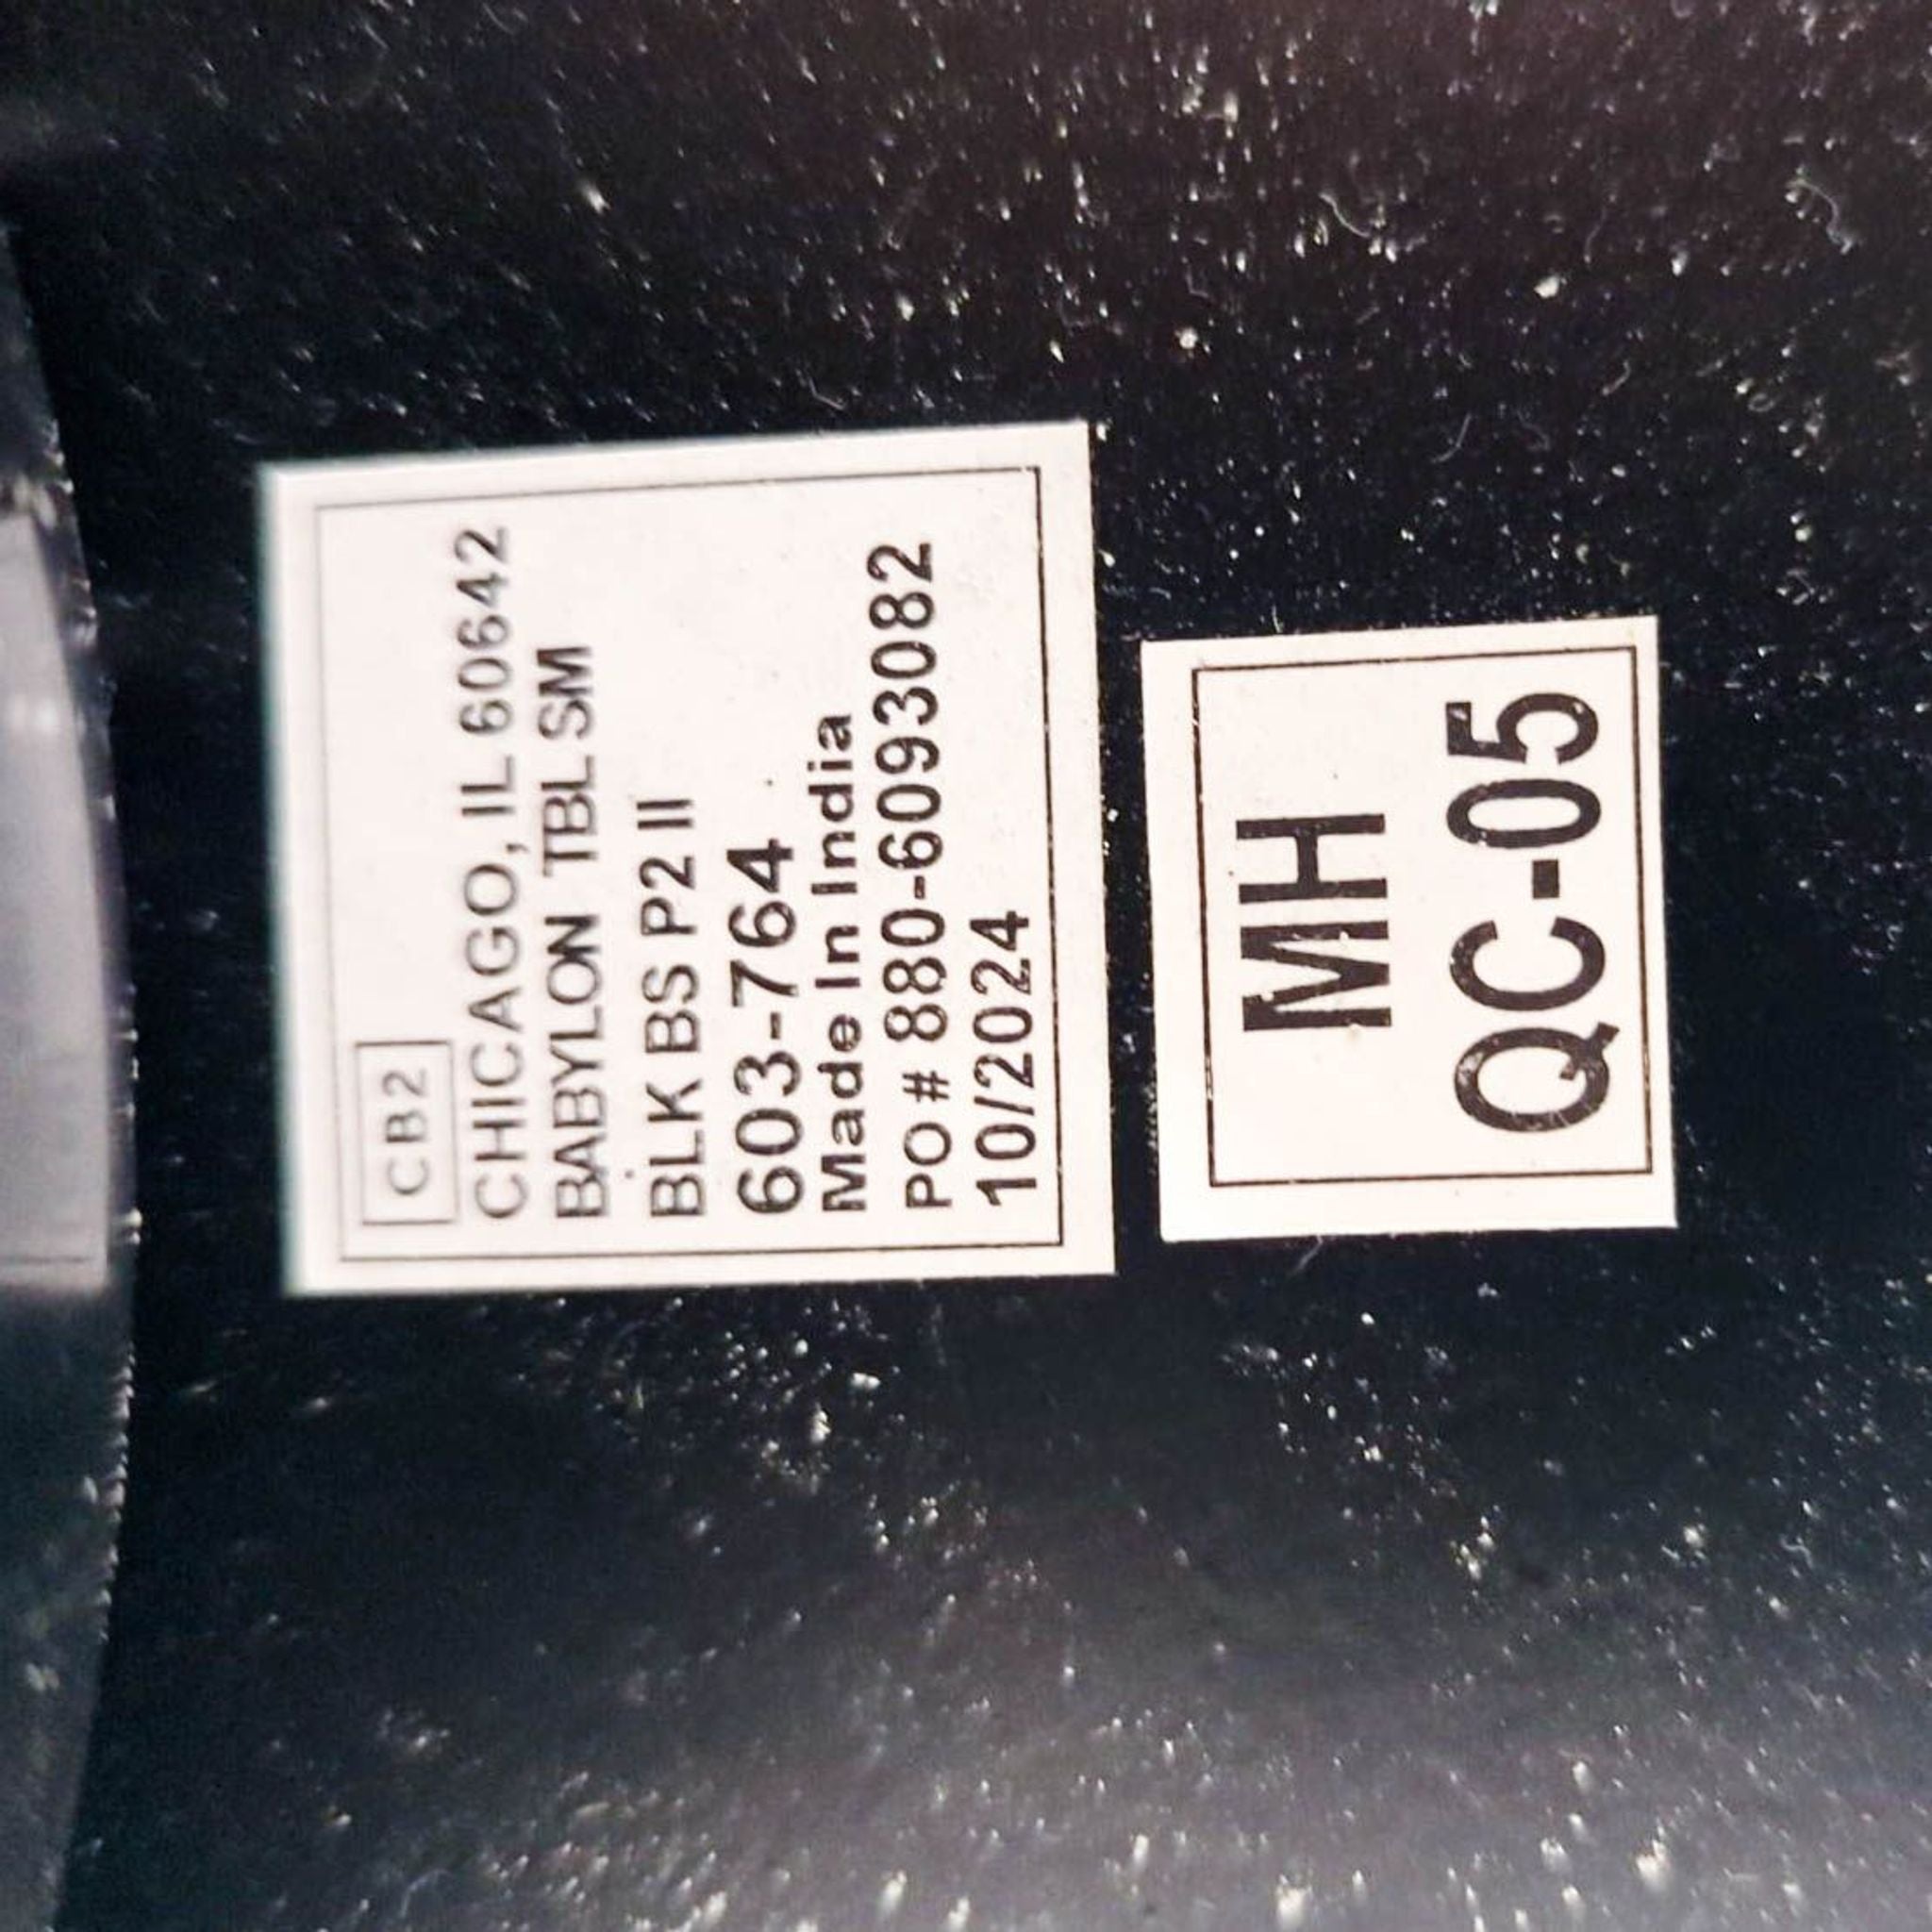 CB2
CHICAGO, IL 60642
BABYLON TBL SM
BLK BS P2 II
603-764
Made In India
PO # 880-6093082
10/2024
MH
QC-05